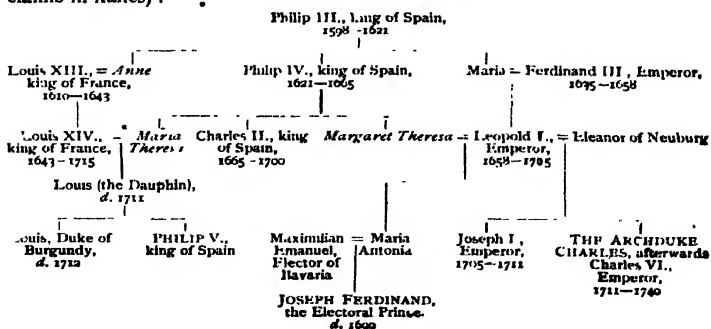 claims in italics) :
Philip III., king of Spain,
1598-1621
Louis XIII., = Anne
king of France,
1610—1643
Philip IV., king of Spain,
1621—1665
Maria = Ferdinand III, Emperor,
1635—1658
Louis XIV., = Maria
king of France, Theresa
1643-1715
Charles II., king
of Spain,
1665-1700
Margaret Theresa = Leopold I., = Eleanor of Neuburg
Emperor,
1658—1705
Louis (the Dauphin),
d. 1711
Louis, Duke of
Burgundy,
d. 1712
PHILIP V.,
king of Spain
Maximilian = Maria
Emanuel, Antonia
Elector of
Bavaria
Joseph I,
Emperor,
1705—1711
THE ARCHDUKE
CHARLES, afterwards
Charles VI.,
Emperor,
1711—1740
JOSEPH FERDINAND,
the Electoral Prince.
d. 1699